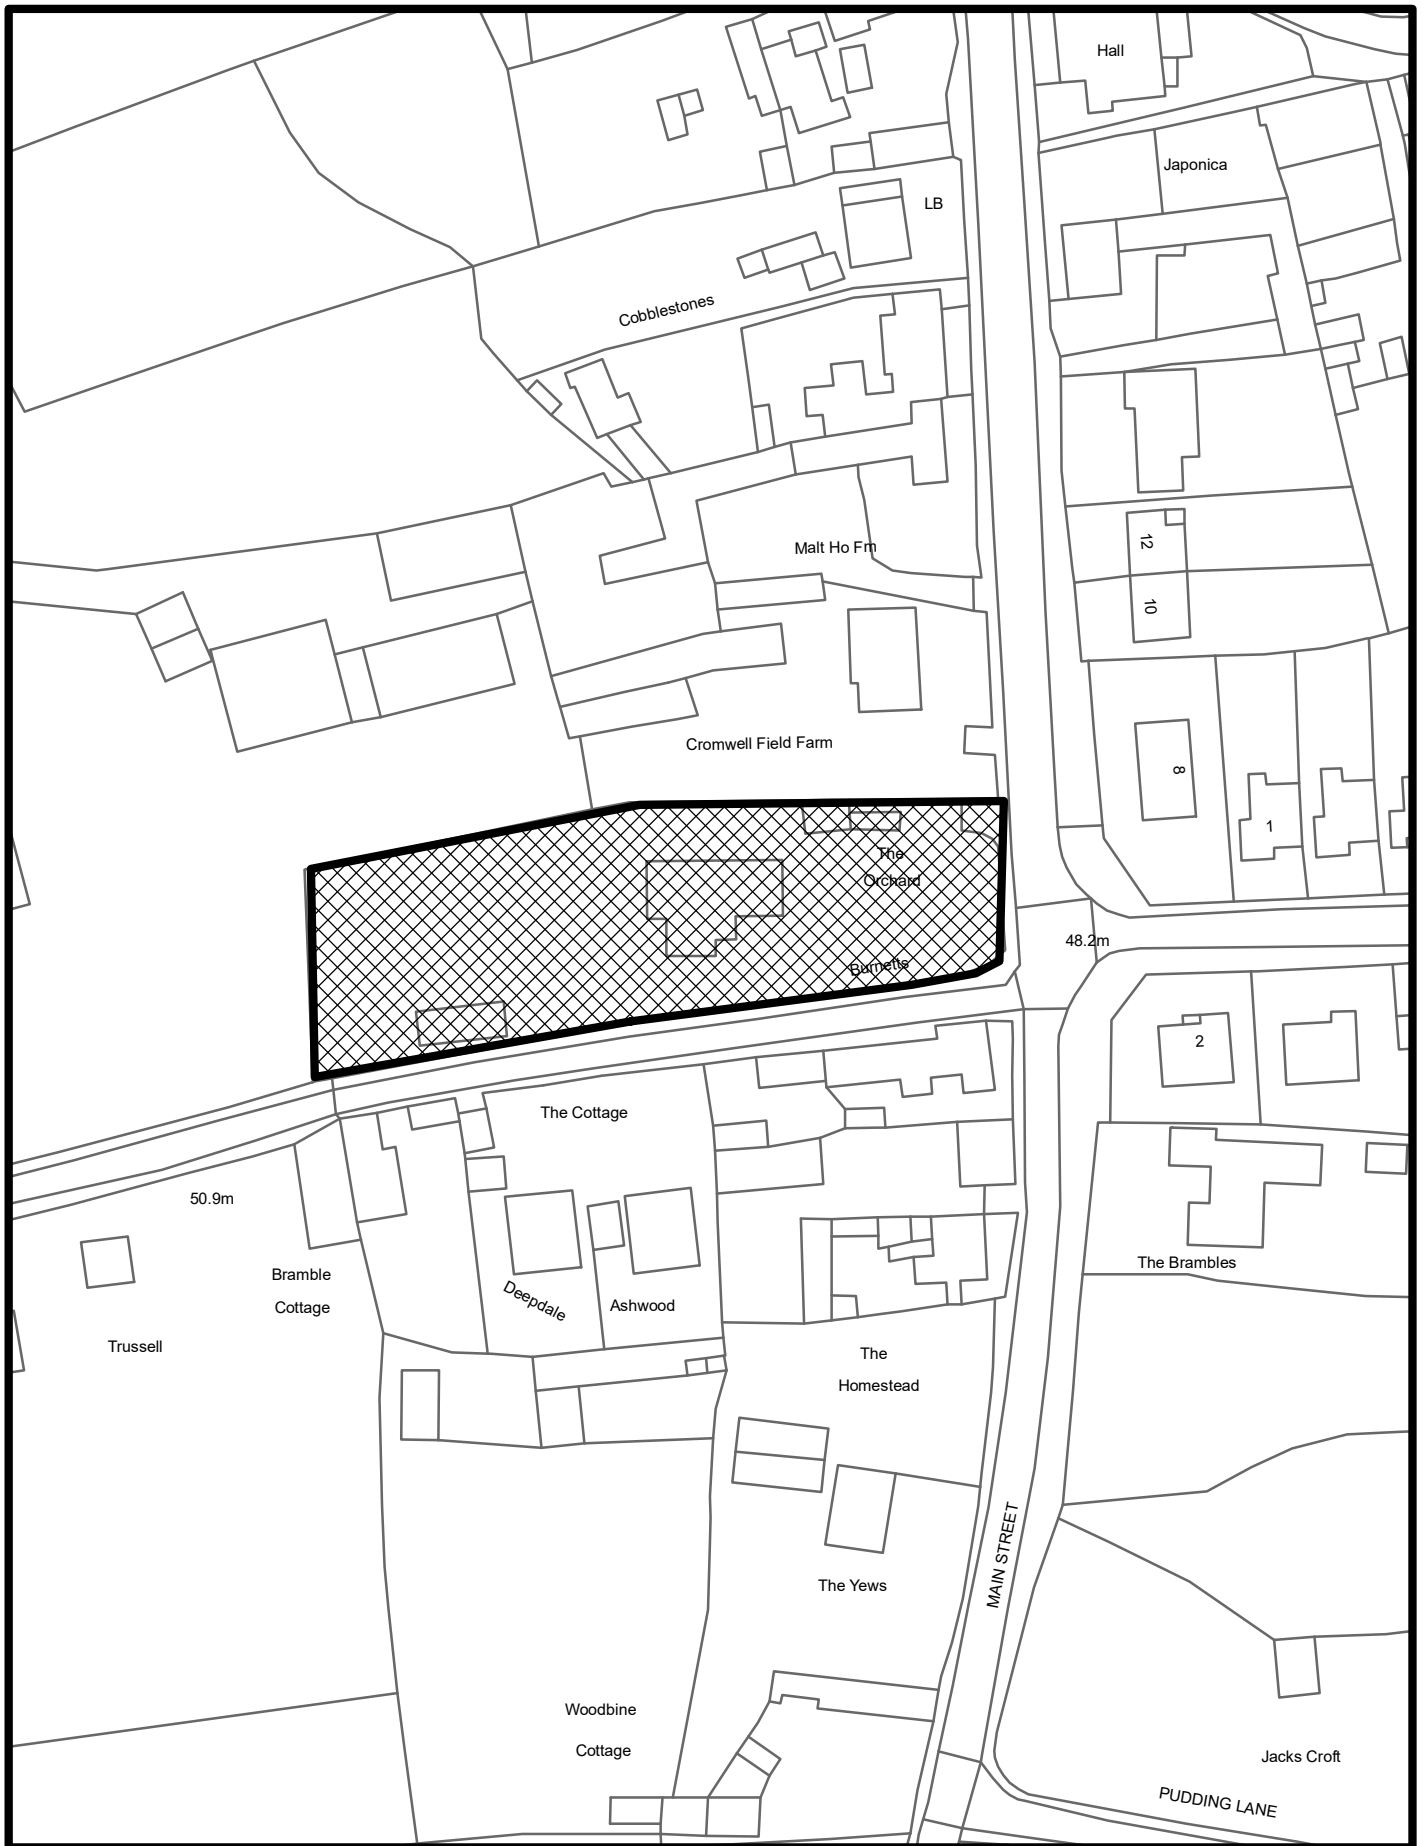 Hall
Japonica
LB
Cobblestones
Malt Ho Fm
12
10
Cromwell Field Farm
8
1
The
Orchard
48.2m
Burnetts
2
The Cottage
50.9m
The Brambles
Bramble
Cottage
Deepdale
Ashwood
Trussell
The
Homestead
MAIN STREET
The Yews
Woodbine
Cottage
Jacks Croft
PUDDING LANE